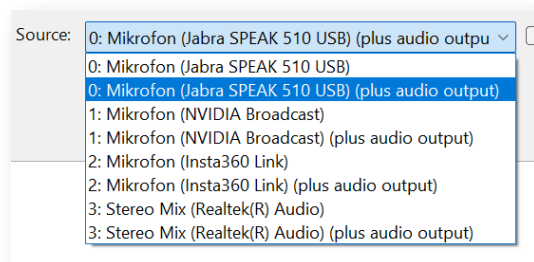 Source:
0: Mikrofon (Jabra SPEAK 510 USB) (plus audio outpu
0: Mikrofon (Jabra SPEAK 510 USB)
0: Mikrofon (Jabra SPEAK 510 USB) (plus audio output)
1: Mikrofon (NVIDIA Broadcast)
1: Mikrofon (NVIDIA Broadcast) (plus audio output)
2: Mikrofon (Insta360 Link)
2: Mikrofon (Insta360 Link) (plus audio output)
3: Stereo Mix (Realtek(R) Audio)
3: Stereo Mix (Realtek(R) Audio) (plus audio output)